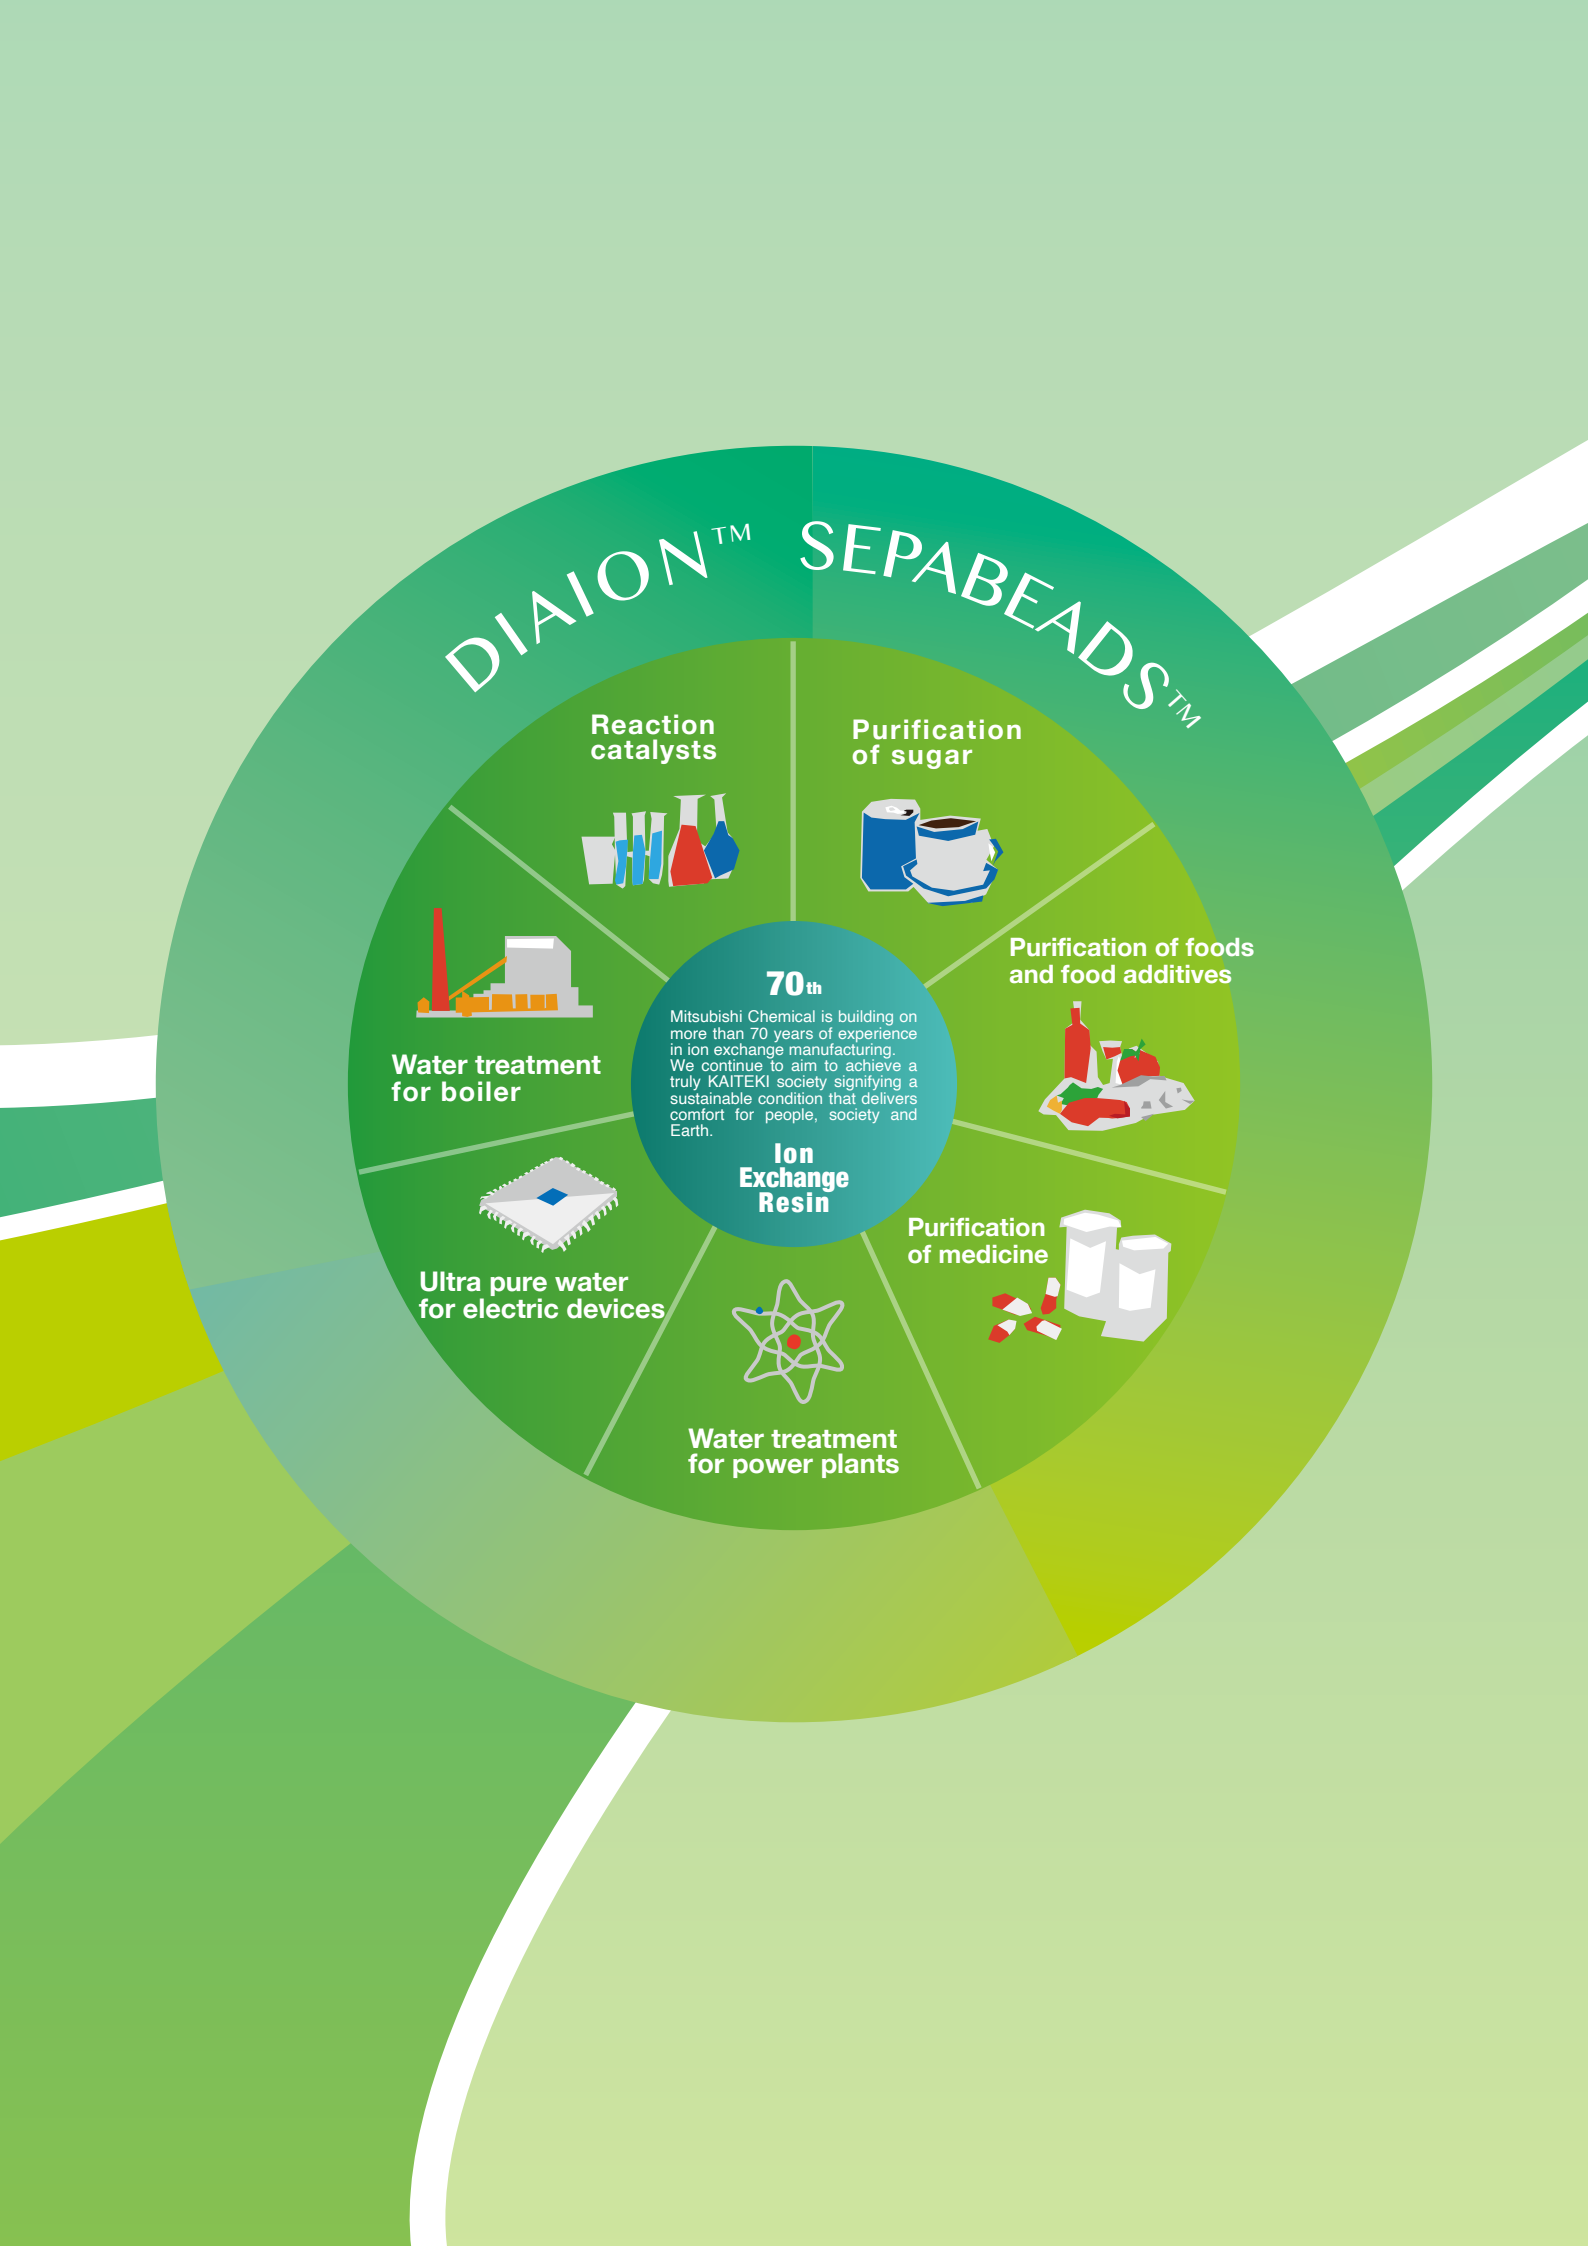 DIAION™ SEPABEADS™
Reaction
catalysts
Purification
of sugar
Purification of foods
and food additives
70th
Mitsubishi Chemical is building on
more than 70 years of experience
in ion exchange manufacturing.
We continue to aim to achieve a
truly KAITEKI society signifying a
sustainable condition that delivers
comfort for people, society and
Earth.
Ion
Exchange
Resin
Water treatment
for boiler
Purification
of medicine
Ultra pure water
for electric devices
Water treatment
for power plants